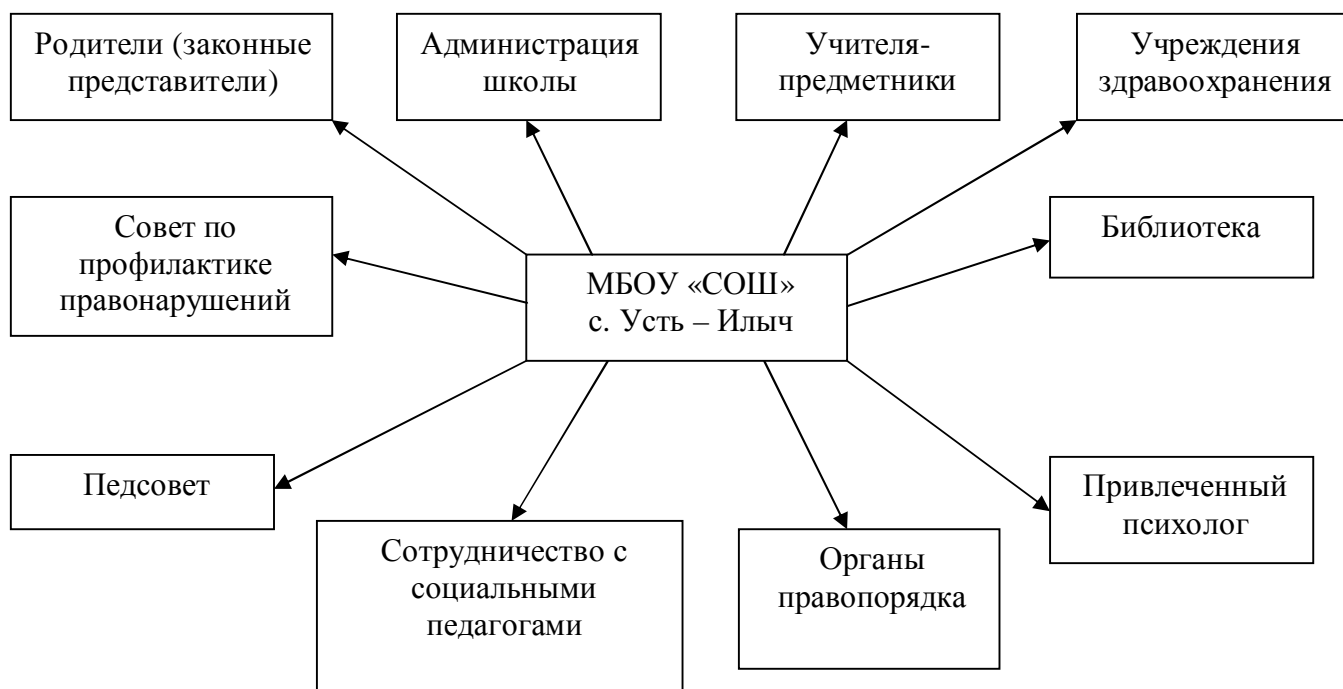 Родители (законные
представители)
Администрация
школы
Учителя-
предметники
Учреждения
здравоохранения
Совет по
профилактике
правонарушений
МБОУ «СОШ»
с. Усть – Илыч
Библиотека
Педсовет
Сотрудничество с
социальными
педагогами
Органы
правопорядка
Привлеченный
психолог